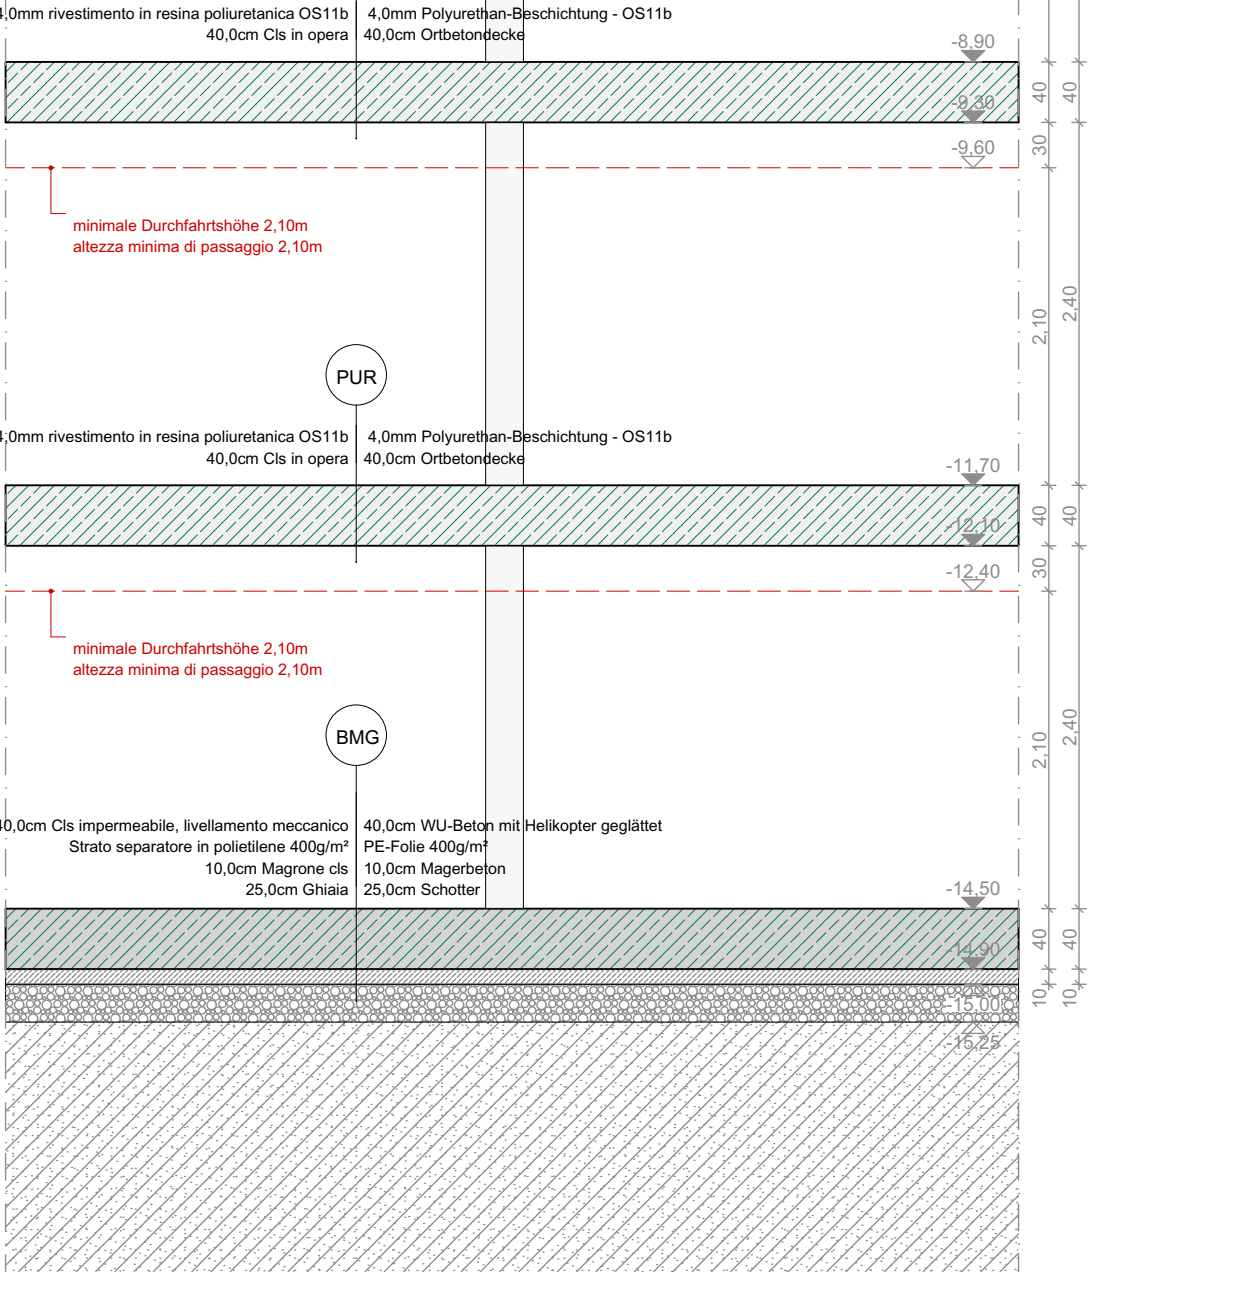 4,0mm rivestimento in resina poliuretanica OS11b 4,0mm Polyurethan-Beschichtung - OS11b
40,0cm Cls in opera 40,0cm Ortbetondecke
-8,90
40 40
-9,30
-9,60
30
minimale Durchfahrtshöhe 2,10m
altezza minima di passaggio 2,10m
2,10 2,40
PUR
4,0mm rivestimento in resina poliuretanica OS11b 4,0mm Polyurethan-Beschichtung - OS11b
40,0cm Cls in opera 40,0cm Ortbetondecke
-11,70
40 40
-12,10
-12,40
30
minimale Durchfahrtshöhe 2,10m
altezza minima di passaggio 2,10m
2,10 2,40
BMG
40,0cm Cls impermeabile, livellamento meccanico 40,0cm WU-Beton mit Helikopter geglättet
Strato separatore in polietilene 400g/m² PE-Folie 400g/m²
10,0cm Magrone cls 10,0cm Magerbeton
25,0cm Ghiaia 25,0cm Schotter
-14,50
40 40
-14,90
10 10
-15,00
-15,25